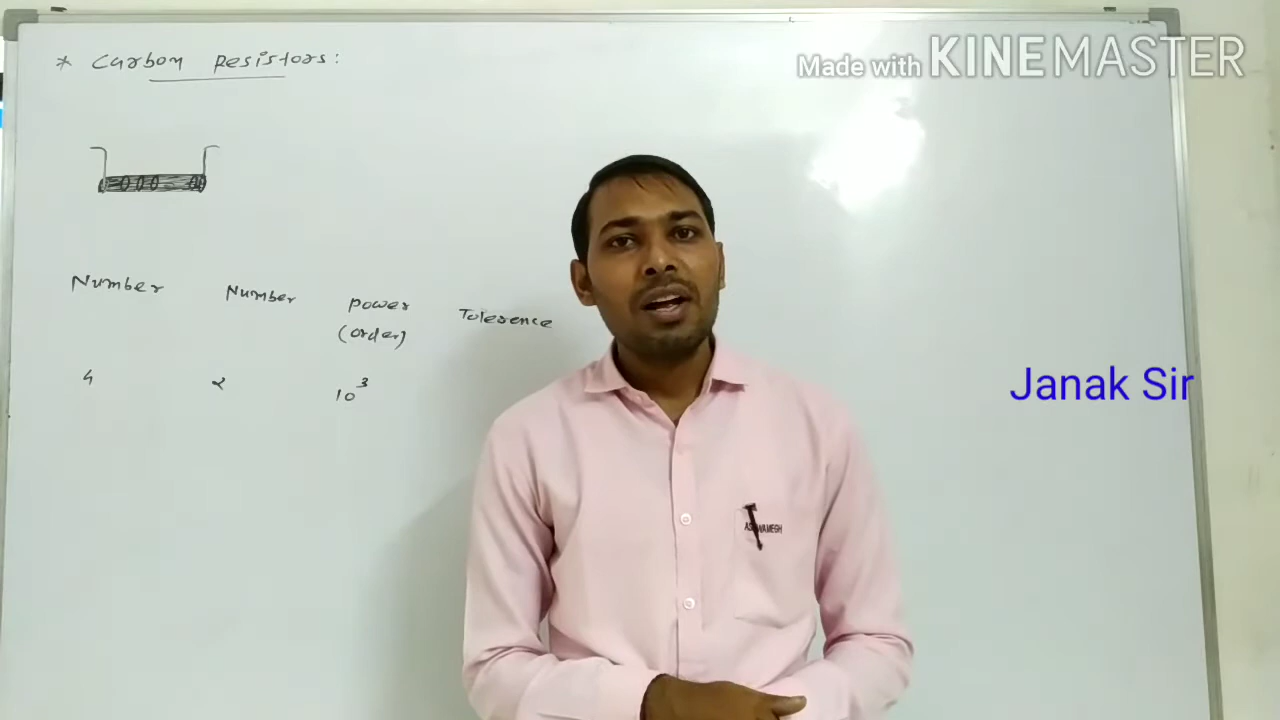 * Carbon Resistors:
Made with KINEMASTER
Number Number Power Tolerence
(order)
4 2 10³
Janak Sir